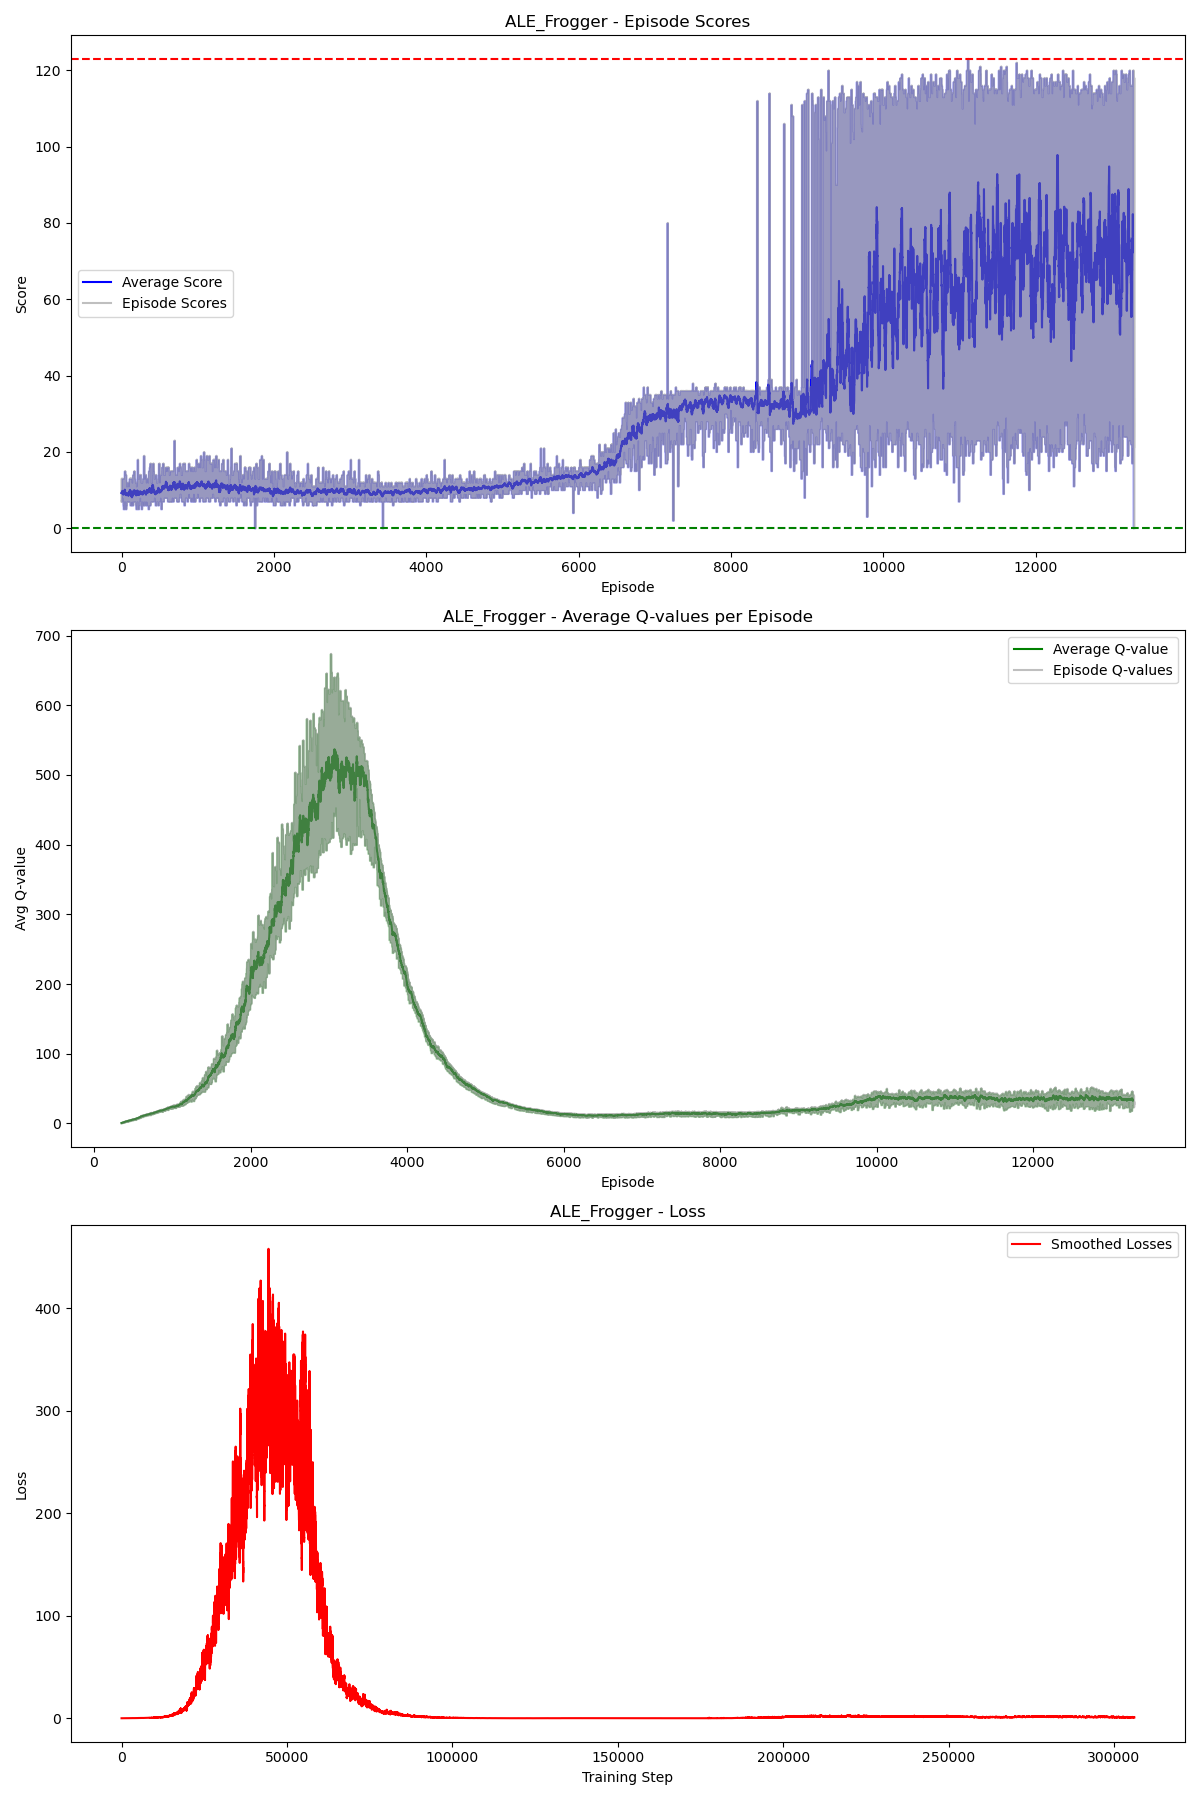 ALE_Frogger - Episode Scores
120
100
80
60
40
20
0
Score
Average Score
Episode Scores
0 2000 4000 6000 8000 10000 12000
Episode
ALE_Frogger - Average Q-values per Episode
700
600
500
400
300
200
100
0
Avg Q-value
Average Q-value
Episode Q-values
0 2000 4000 6000 8000 10000 12000
Episode
ALE_Frogger - Loss
400
300
200
100
0
Loss
Smoothed Losses
0 50000 100000 150000 200000 250000 300000
Training Step